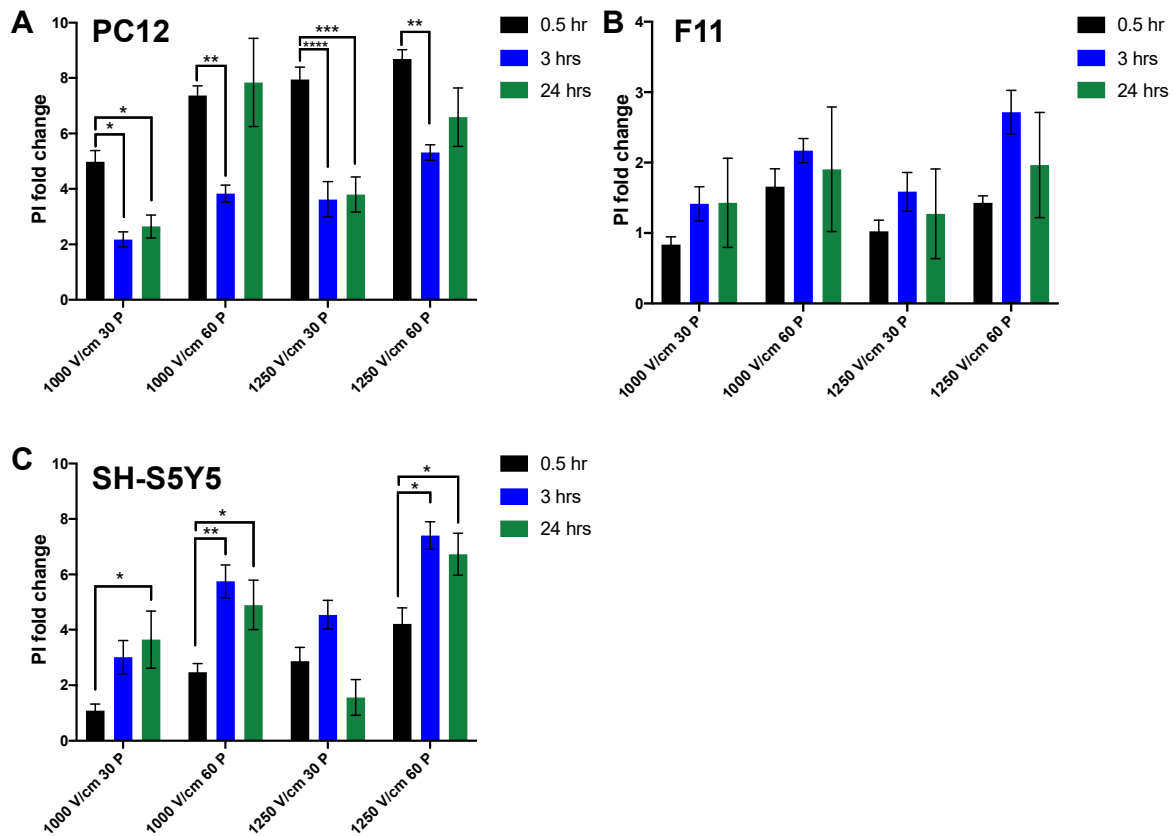 A PC12
PI fold change
10
8
6
4
2
0
* * ** **** *** **
1000 V/cm 30 P
1000 V/cm 60 P
1250 V/cm 30 P
1250 V/cm 60 P
0.5 hr
3 hrs
24 hrs
B F11
PI fold change
4
3
2
1
0
1000 V/cm 30 P
1000 V/cm 60 P
1250 V/cm 30 P
1250 V/cm 60 P
0.5 hr
3 hrs
24 hrs
C SH-S5Y5
PI fold change
10
8
6
4
2
0
* ** * * *
1000 V/cm 30 P
1000 V/cm 60 P
1250 V/cm 30 P
1250 V/cm 60 P
0.5 hr
3 hrs
24 hrs